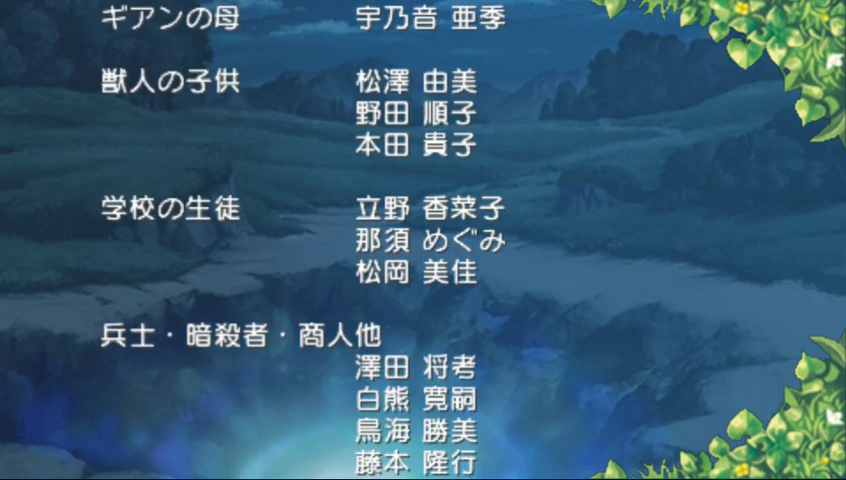 ギアンの母 宇乃音 亜季
獣人の子供 松澤 由美
野田 順子
本田 貴子
学校の生徒 立野 香菜子
那須 めぐみ
松岡 美佳
兵士・暗殺者・商人他
澤田 将考
白熊 寛嗣
鳥海 勝美
藤本 隆行